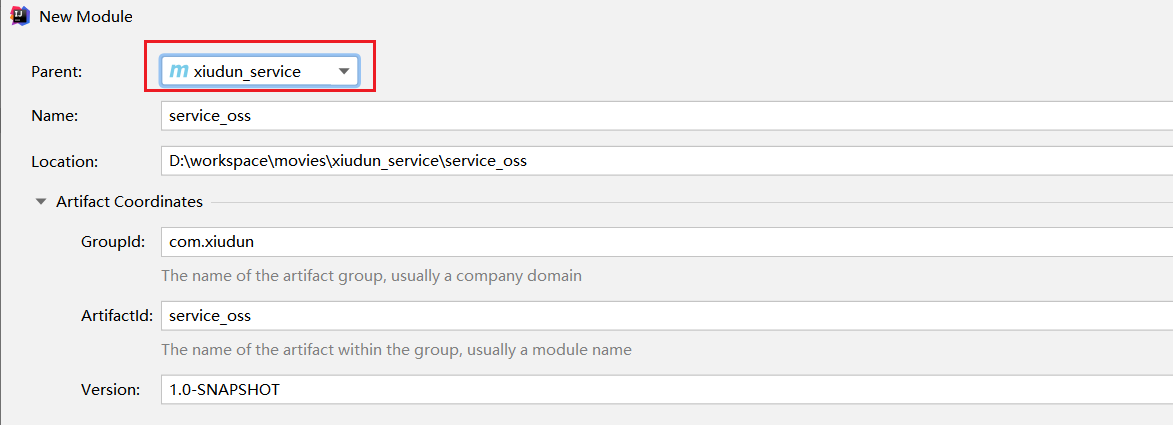 New Module
Parent: m xiudun_service
Name: service_oss
Location: D:\workspace\movies\xiudun_service\service_oss
Artifact Coordinates
GroupId: com.xiudun
The name of the artifact group, usually a company domain
ArtifactId: service_oss
The name of the artifact within the group, usually a module name
Version: 1.0-SNAPSHOT